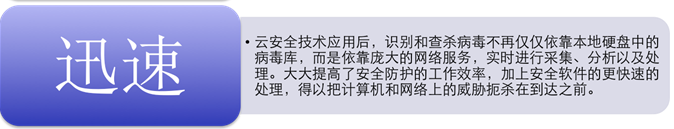 迅速
• 云安全技术应用后，识别和查杀病毒不再仅仅依靠本地硬盘中的
病毒库，而是依靠庞大的网络服务，实时进行采集、分析以及处
理。大大提高了安全防护的工作效率，加上安全软件的更快速的
处理，得以把计算机和网络上的威胁扼杀在到达之前。